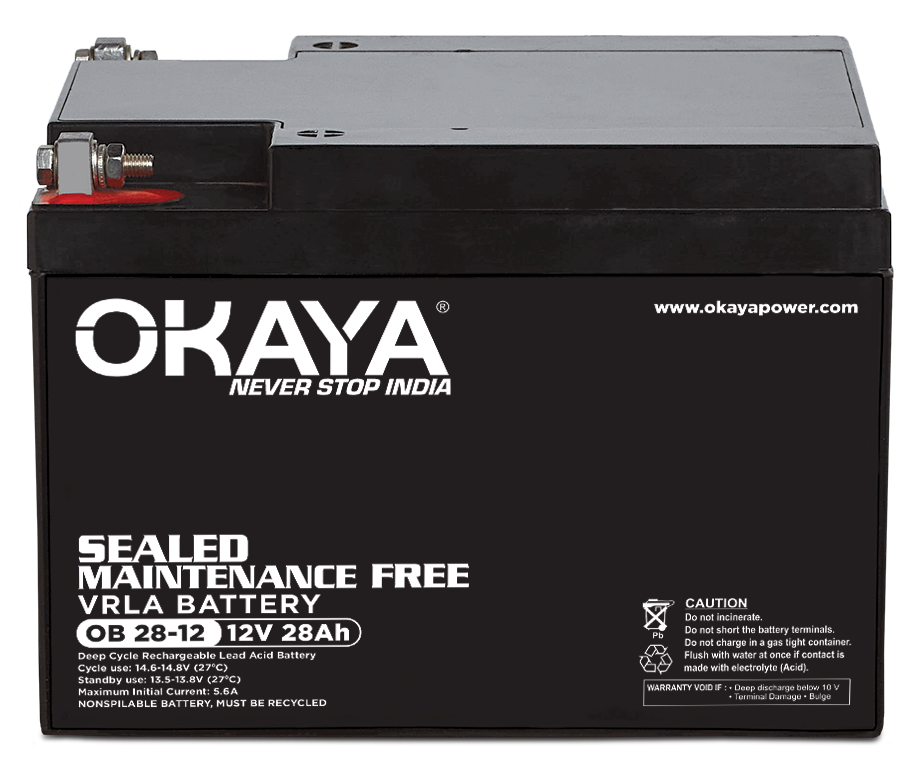 OKAYA®
NEVER STOP INDIA
www.okayapower.com
SEALED
MAINTENANCE FREE
VRLA BATTERY
OB 28-12 12V 28Ah
Deep Cycle Rechargeable Lead Acid Battery
Cycle use: 14.6-14.8V (27°C)
Standby use: 13.5-13.8V (27°C)
Maximum Initial Current: 5.6A
NONSPILABLE BATTERY, MUST BE RECYCLED
Pb
CAUTION
Do not incinerate.
Do not short the battery terminals.
Do not charge in a gas tight container.
Flush with water at once if contact is
made with electrolyte (Acid).
WARRANTY VOID IF : • Deep discharge below 10 V
• Terminal Damage • Bulge